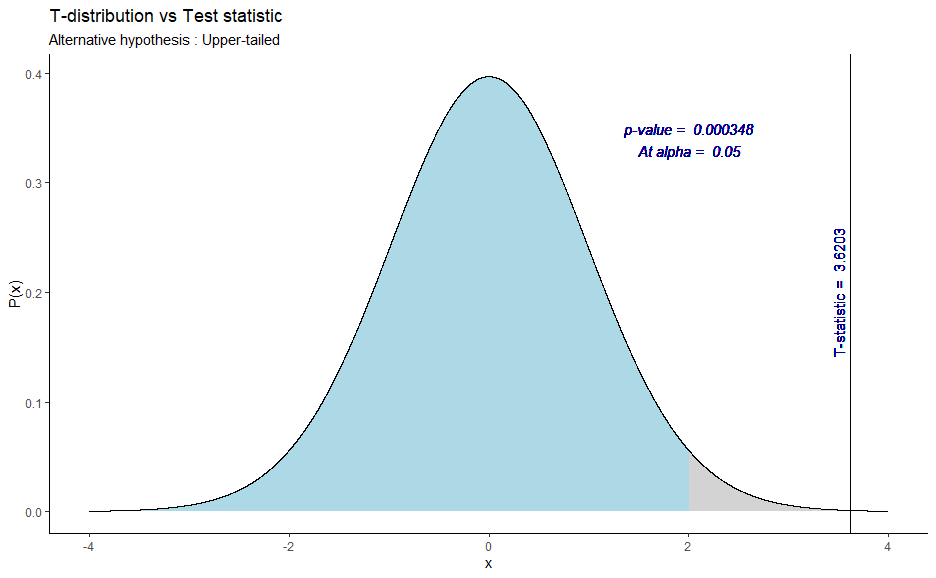 T-distribution vs Test statistic
Alternative hypothesis : Upper-tailed
p-value = 0.000348
At alpha = 0.05
T-statistic = 3.6203
P(x)
0.4
0.3
0.2
0.1
0.0
-4
-2
0
2
4
x